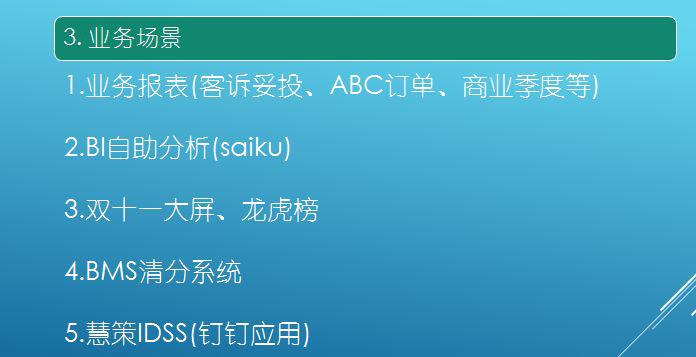 3. 业务场景
1.业务报表(客诉妥投、ABC订单、商业季度等)
2.BI自助分析(saiku)
3.双十一大屏、龙虎榜
4.BMS清分系统
5.慧策IDSS(钉钉应用)